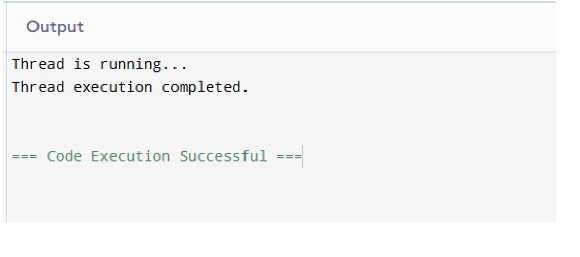 Output
Thread is running...
Thread execution completed.
=== Code Execution Successful ===